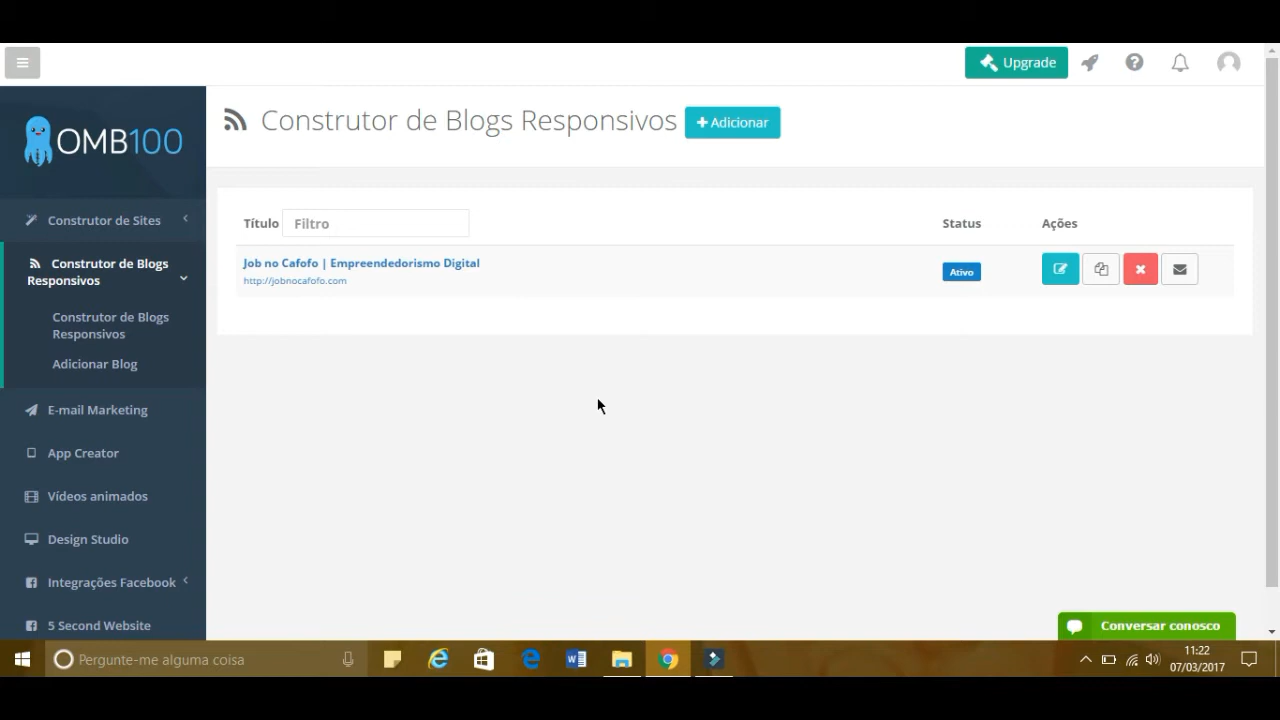 Upgrade
Construtor de Blogs Responsivos
Adicionar
OMB100
Construtor de Sites
Construtor de Blogs
Responsivos
Construtor de Blogs
Responsivos
Adicionar Blog
E-mail Marketing
App Creator
Vídeos animados
Design Studio
Integrações Facebook
5 Second Website
Título Filtro Status Ações
Job no Cafofo | Empreendedorismo Digital
http://jobnocafofo.com
Ativo
Conversar conosco
Pergunte-me alguma coisa
11:22
07/03/2017